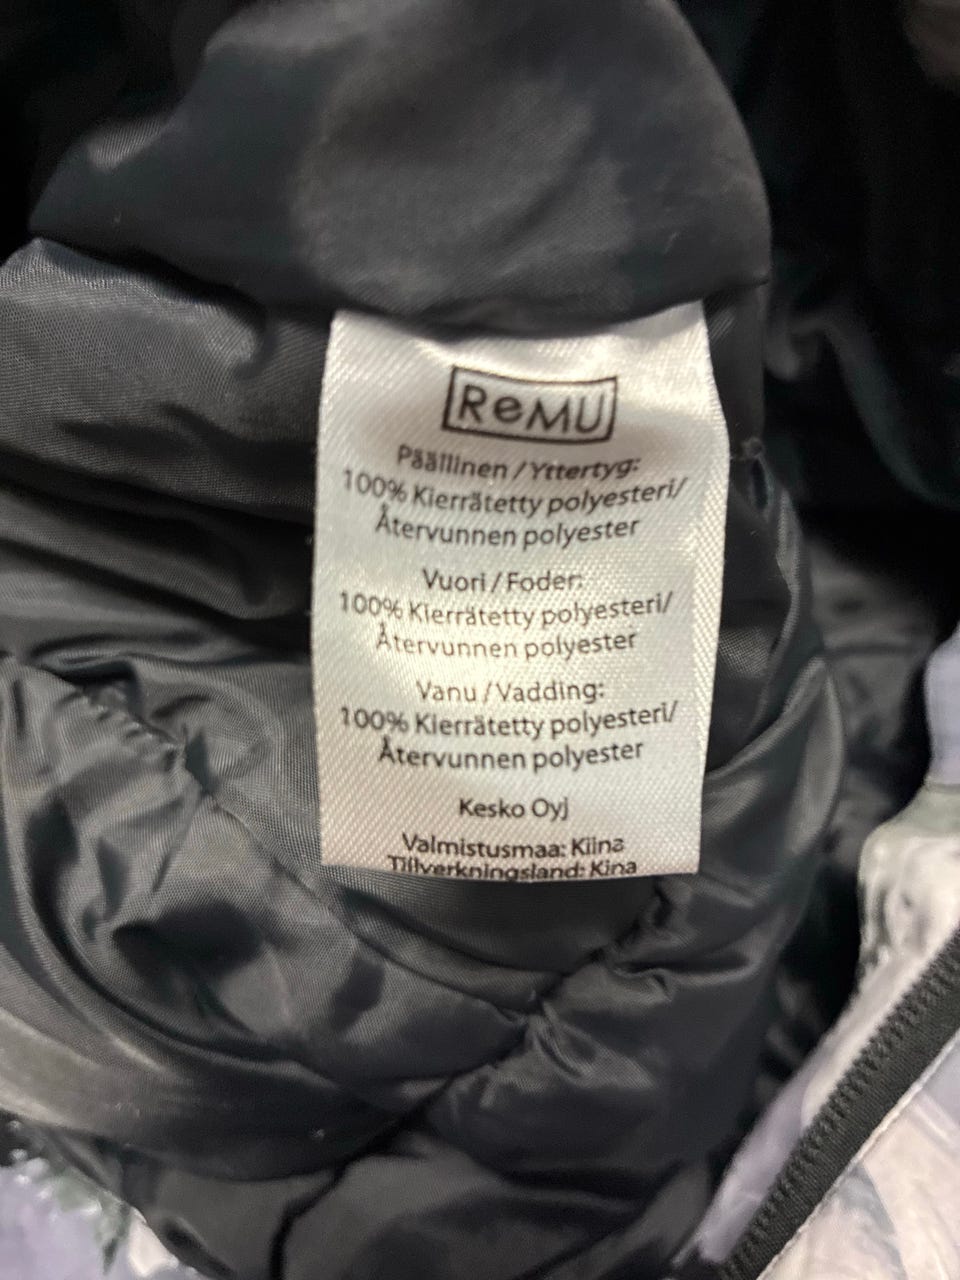 ReMU
Päällinen / Yttertyg:
100% Kierrätetty polyesteri/
Återvunnen polyester
Vuori / Foder:
100% Kierrätetty polyesteri/
Återvunnen polyester
Vanu / Vadding:
100% Kierrätetty polyesteri/
Återvunnen polyester
Kesko Oyj
Valmistusmaa: Kiina
Tillverkningsland: Kina